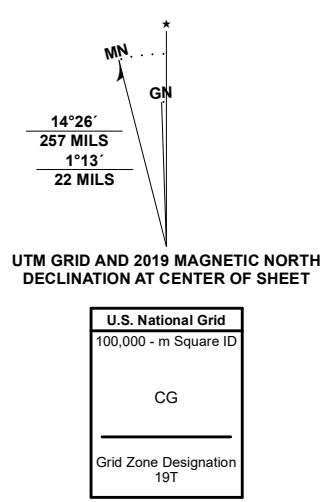 ★
MN
GN
14°26´
257 MILS
1°13´
22 MILS
UTM GRID AND 2019 MAGNETIC NORTH
DECLINATION AT CENTER OF SHEET
U.S. National Grid
100,000 - m Square ID
CG
Grid Zone Designation
19T